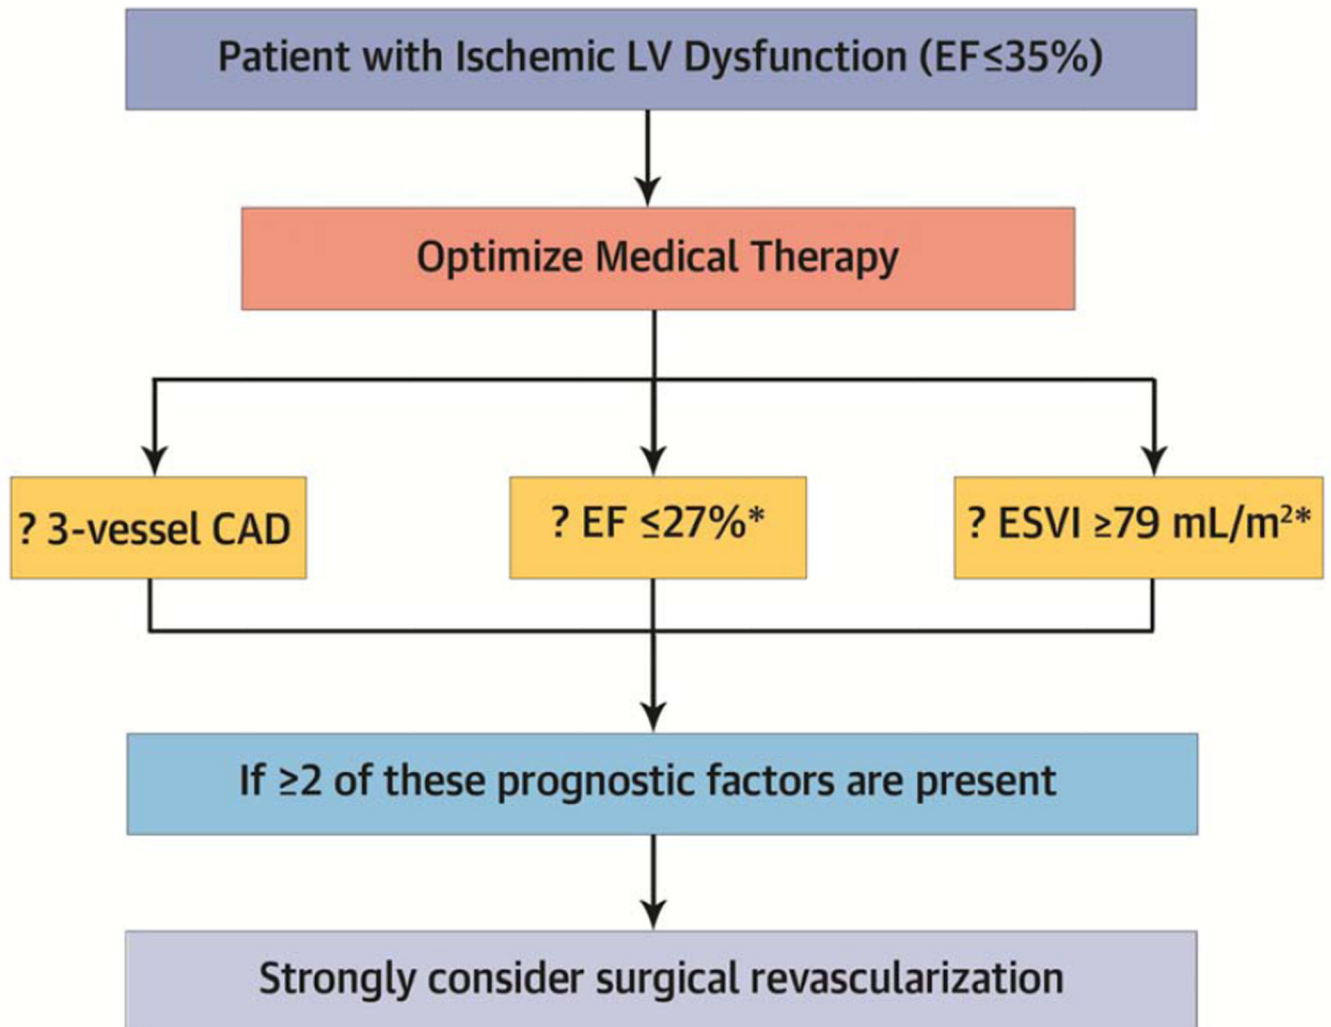 Patient with Ischemic LV Dysfunction (EF≤35%)
Optimize Medical Therapy
? 3-vessel CAD
? EF ≤27%*
? ESVI ≥79 mL/m²*
If ≥2 of these prognostic factors are present
Strongly consider surgical revascularization